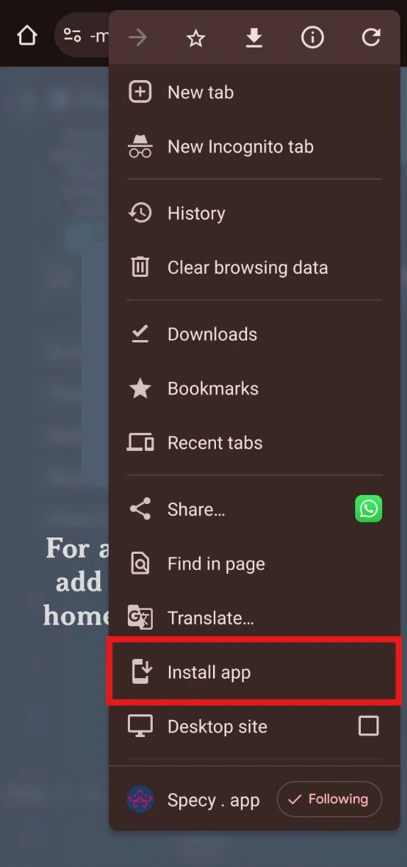 -m
New tab
New Incognito tab
History
Clear browsing data
Downloads
Bookmarks
Recent tabs
Share...
Find in page
Translate...
Install app
Desktop site
Specy . app
Following
For a
add
home